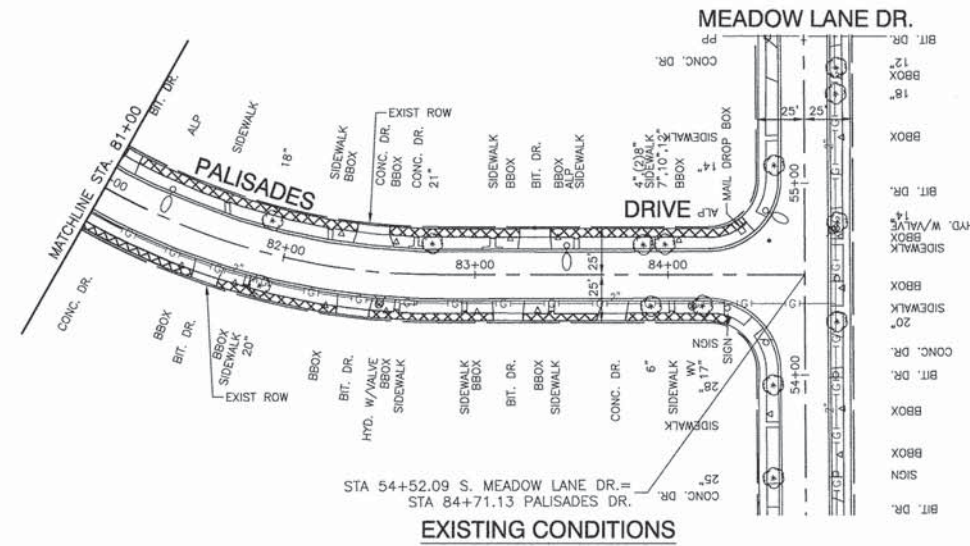 MEADOW LANE DR.
MATCHLINE STA. 81+00
BIT. DR.
ALP
SIDEWALK
18"
SIDEWALK
BBOX
CONC. DR.
BBOX
CONC. DR.
21"
EXIST ROW
SIDEWALK
BBOX
BIT. DR.
BBOX
ALP
SIDEWALK
4" (2)8"
SIDEWALK
7",10",12"
BBOX
ALP
14"
SIDEWALK
MAIL DROP BOX
CONC. DR.
PP
PALISADES
DRIVE
82+00
83+00
84+00
25'
25'
25'
25'
55+00
54+00
CONC. DR.
BBOX
BIT. DR.
BBOX
SIDEWALK
20"
EXIST ROW
BBOX
BIT. DR.
HYD. W/VALVE
BBOX
SIDEWALK
SIDEWALK
BBOX
BIT. DR.
BBOX
SIDEWALK
CONC. DR.
6"
SIDEWALK
WV
17"
28"
SIGN
SIGN
SIDEWALK
25"
CONC. DR.
BIT. DR.
12"
BBOX
18"
BBOX
BIT. DR.
14"
HYD. W/VALVE
BBOX
SIDEWALK
BBOX
SIDEWALK
20"
CONC. DR.
BIT. DR.
BBOX
BBOX
SIGN
BIT. DR.
STA 54+52.09 S. MEADOW LANE DR.=
STA 84+71.13 PALISADES DR.
EXISTING CONDITIONS